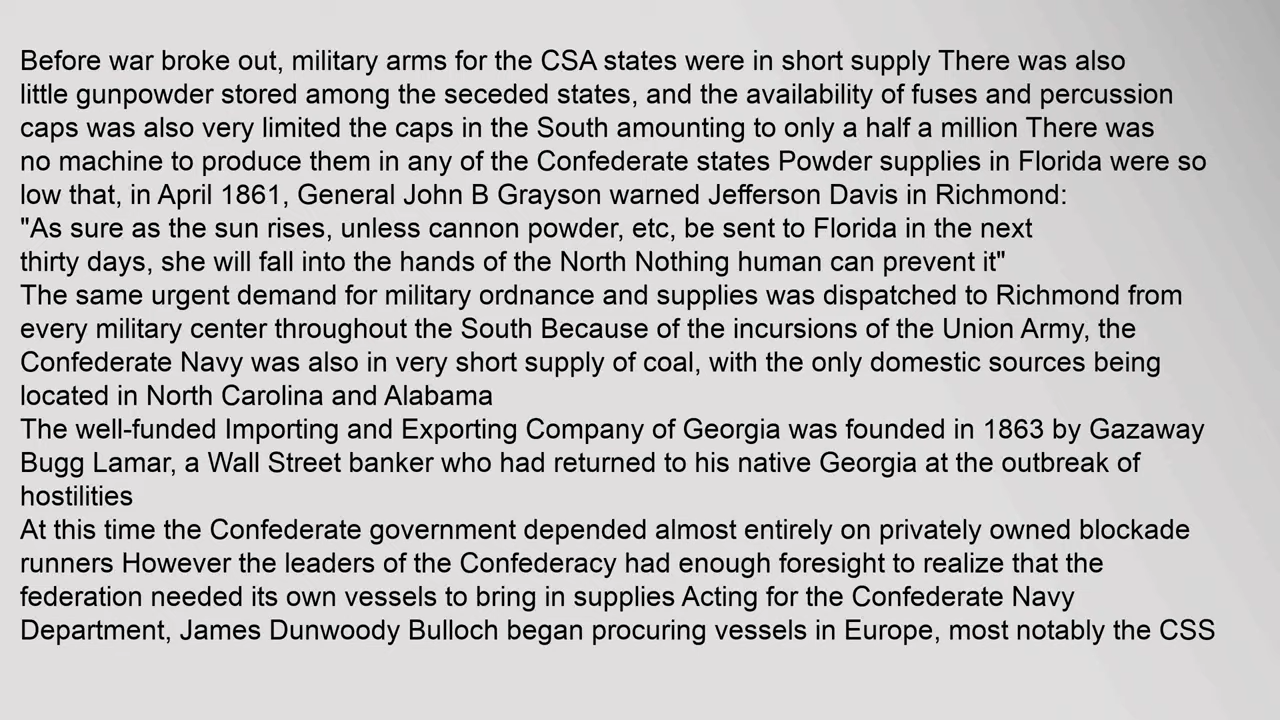 Before war broke out, military arms for the CSA states were in short supply There was also
little gunpowder stored among the seceded states, and the availability of fuses and percussion
caps was also very limited the caps in the South amounting to only a half a million There was
no machine to produce them in any of the Confederate states Powder supplies in Florida were so
low that, in April 1861, General John B Grayson warned Jefferson Davis in Richmond:
"As sure as the sun rises, unless cannon powder, etc, be sent to Florida in the next
thirty days, she will fall into the hands of the North Nothing human can prevent it"
The same urgent demand for military ordnance and supplies was dispatched to Richmond from
every military center throughout the South Because of the incursions of the Union Army, the
Confederate Navy was also in very short supply of coal, with the only domestic sources being
located in North Carolina and Alabama
The well-funded Importing and Exporting Company of Georgia was founded in 1863 by Gazaway
Bugg Lamar, a Wall Street banker who had returned to his native Georgia at the outbreak of
hostilities
At this time the Confederate government depended almost entirely on privately owned blockade
runners However the leaders of the Confederacy had enough foresight to realize that the
federation needed its own vessels to bring in supplies Acting for the Confederate Navy
Department, James Dunwoody Bulloch began procuring vessels in Europe, most notably the CSS